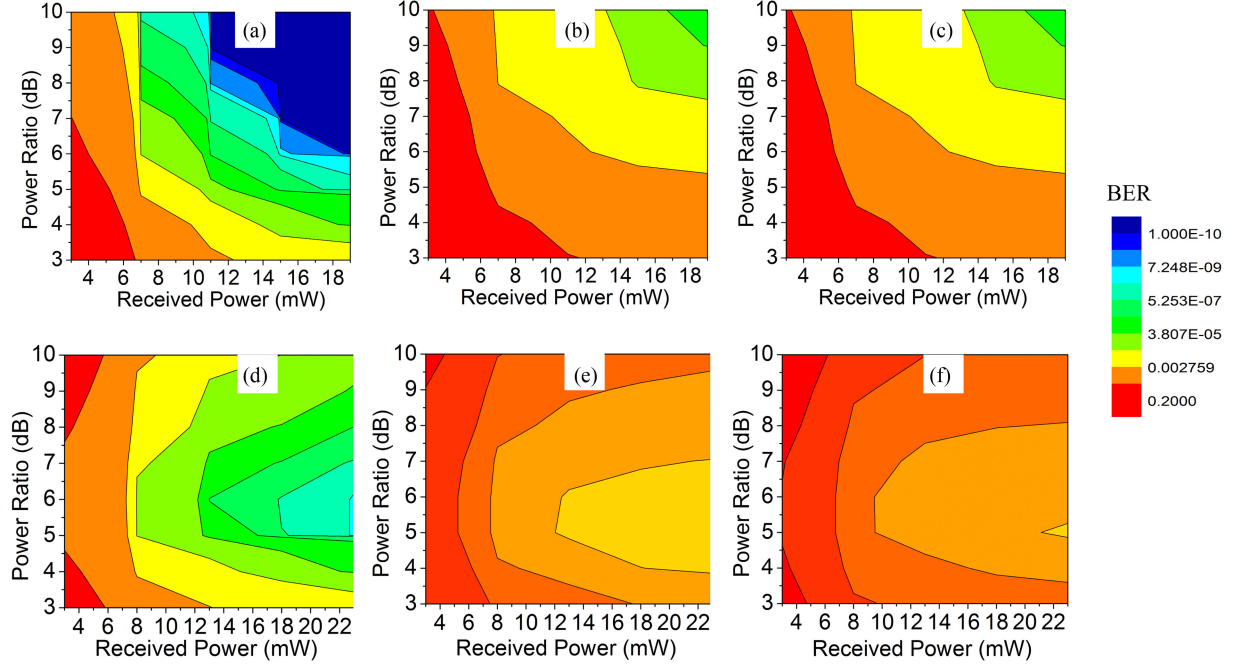 (a)
10
9
8
7
6
5
4
3
Power Ratio (dB)
4 6 8 10 12 14 16 18
Received Power (mW)
(b)
10
9
8
7
6
5
4
3
Power Ratio (dB)
4 6 8 10 12 14 16 18
Received Power (mW)
(c)
10
9
8
7
6
5
4
3
Power Ratio (dB)
4 6 8 10 12 14 16 18
Received Power (mW)
BER
1.000E-10
7.248E-09
5.253E-07
3.807E-05
0.002759
0.2000
(d)
10
9
8
7
6
5
4
3
Power Ratio (dB)
4 6 8 10 12 14 16 18 20 22
Received Power (mW)
(e)
10
9
8
7
6
5
4
3
Power Ratio (dB)
4 6 8 10 12 14 16 18 20 22
Received Power (mW)
(f)
10
9
8
7
6
5
4
3
Power Ratio (dB)
4 6 8 10 12 14 16 18 20 22
Received Power (mW)